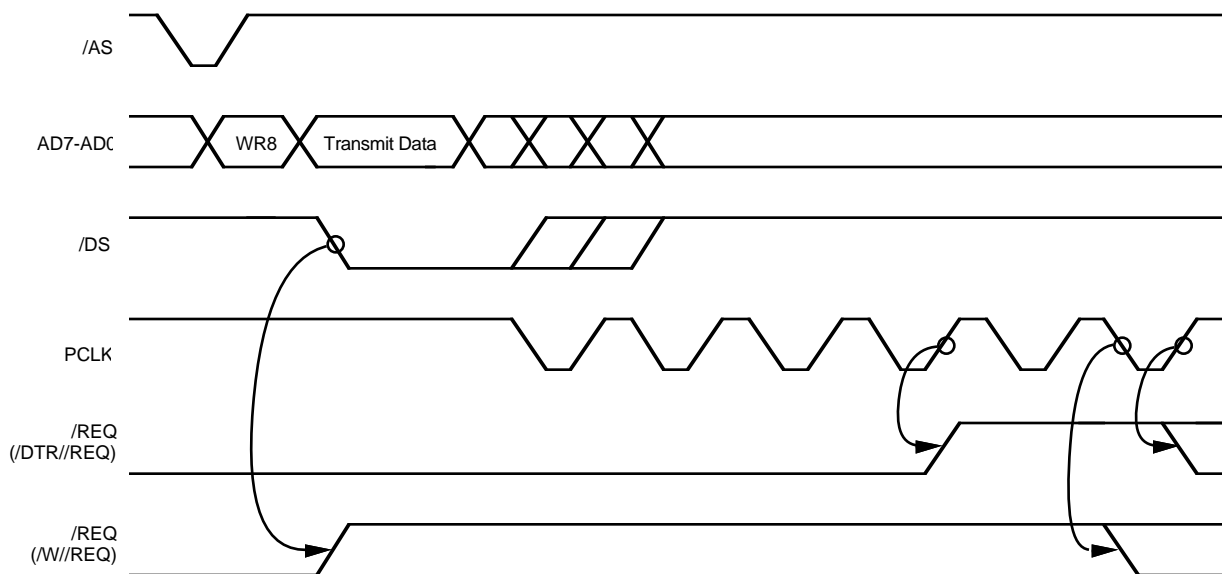 /AS
AD7-AD0
WR8
Transmit Data
/DS
PCLK
/REQ
(/DTR//REQ)
/REQ
(/W//REQ)